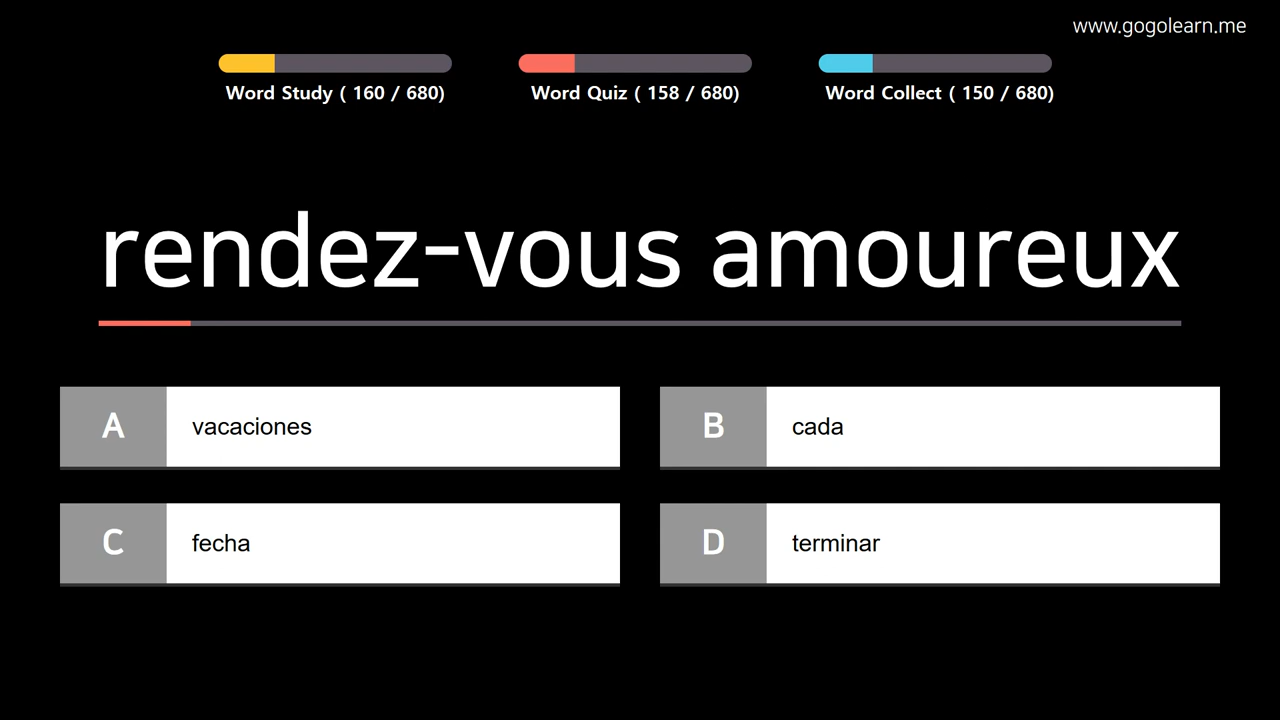 www.gogolearn.me
Word Study ( 160 / 680)
Word Quiz ( 158 / 680)
Word Collect ( 150 / 680)
rendez-vous amoureux
A vacaciones
B cada
C fecha
D terminar